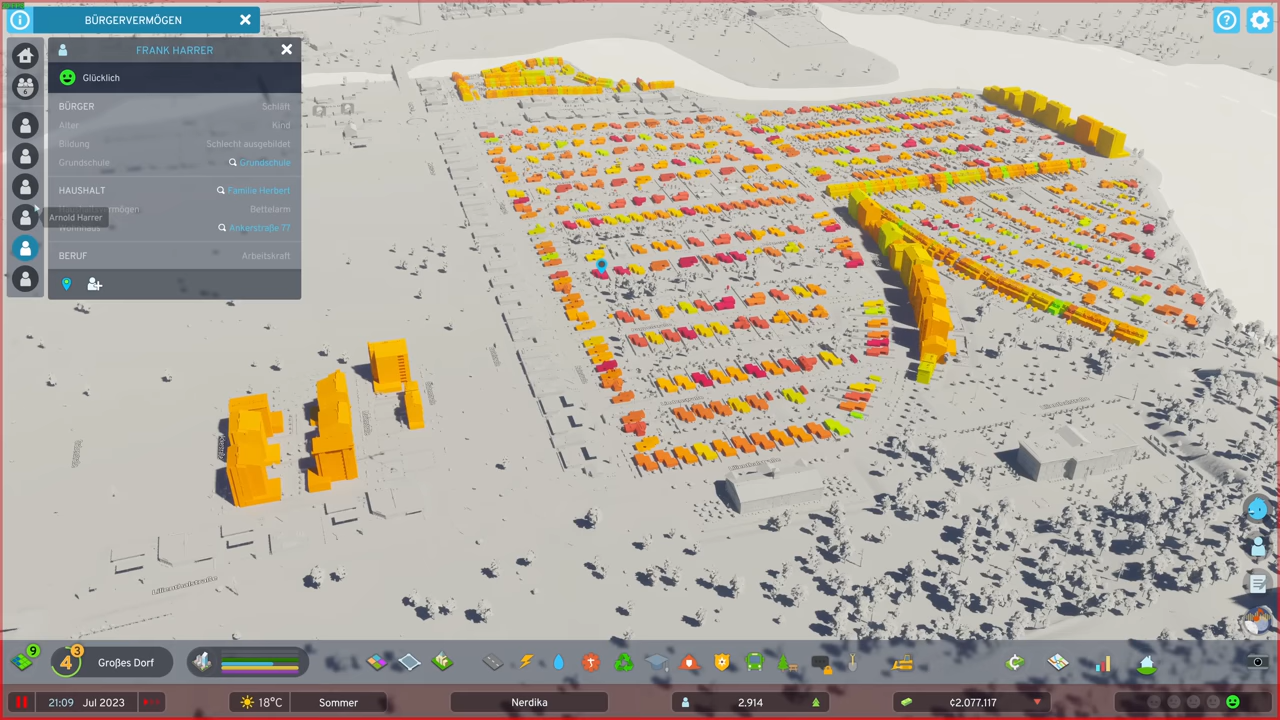 BÜRGERVERMÖGEN
FRANK HARRER
Glücklich
BÜRGER Schläft
Alter Kind
Bildung Schlecht ausgebildet
Grundschule Grundschule
HAUSHALT Familie Herbert
Bettelarm
Arnold Harrer
Wohnhaus Ankerstraße 77
BERUF Arbeitskraft
6
Lilienthalstraße
9
4
3
Großes Dorf
21:09 Jul 2023
18°C Sommer
Nerdika
2.914
¢2.077.117